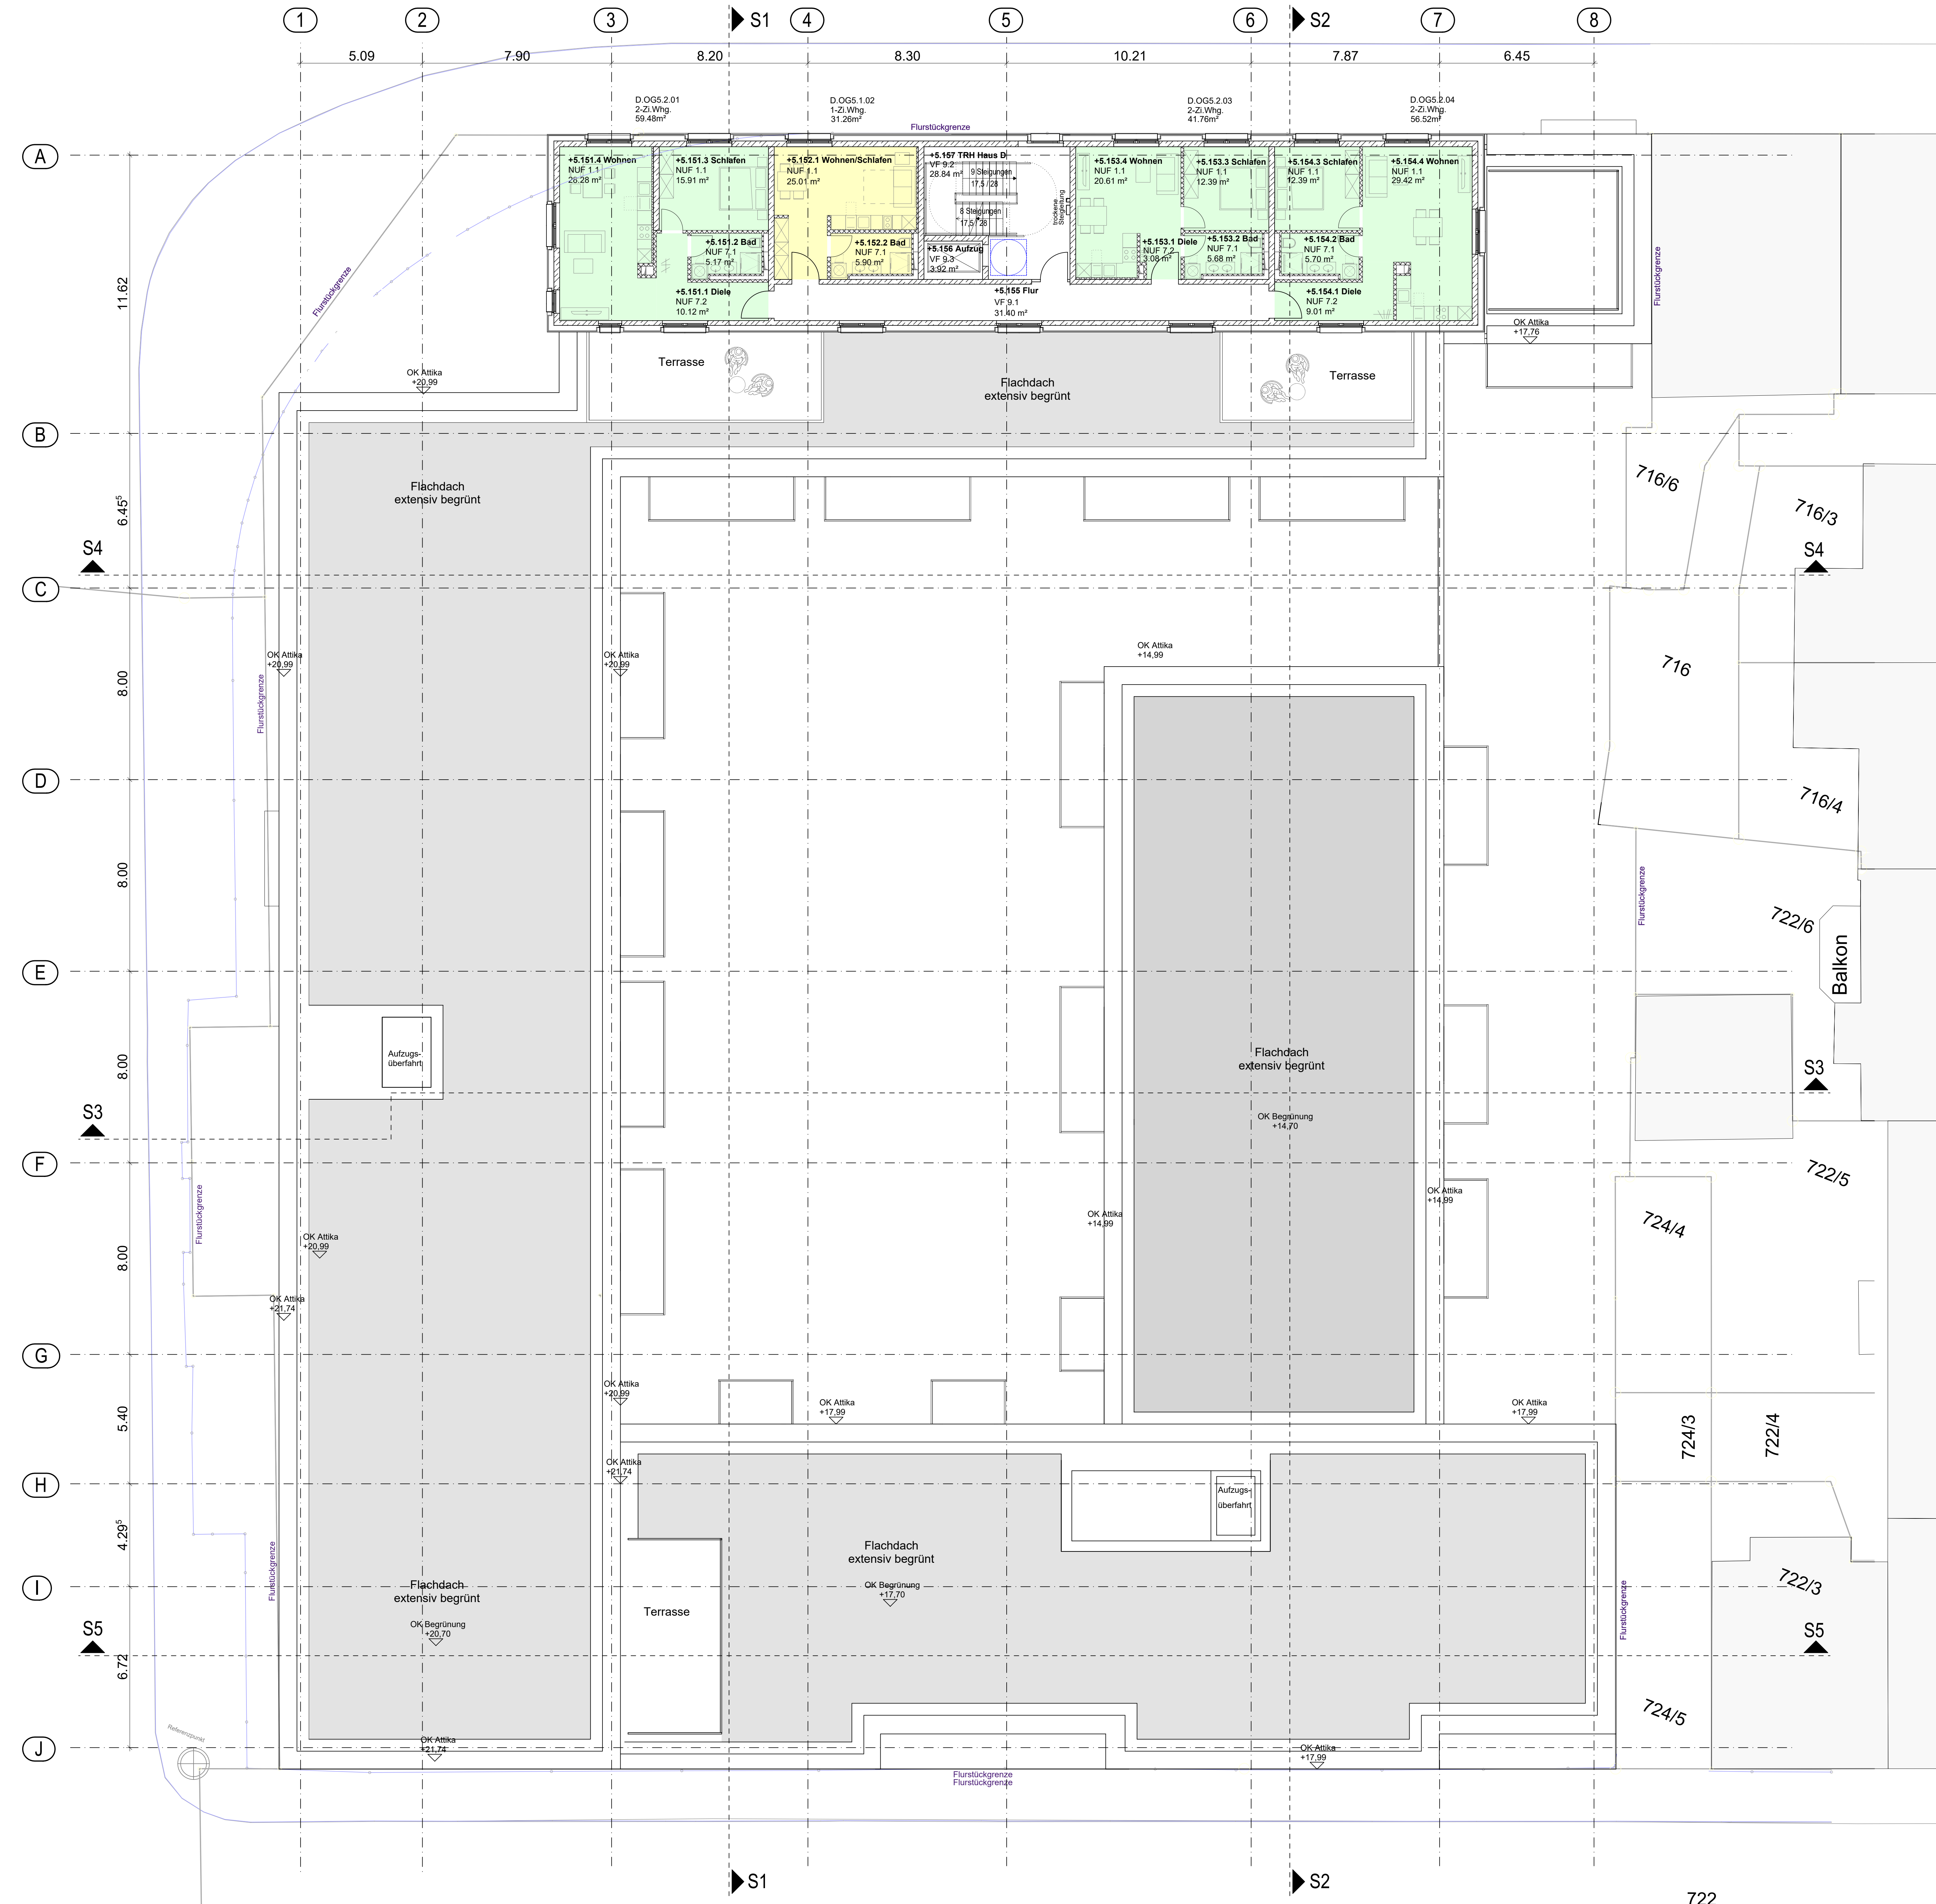 1
2
3
S1
4
5
6
S2
7
8
5.09
7.90
8.20
8.30
10.21
7.87
6.45
D.OG5.2.01
2-Zi.Whg.
59.48m²
D.OG5.1.02
1-Zi.Whg.
31.26m²
D.OG5.2.03
2-Zi.Whg.
41.76m²
D.OG5.2.04
2-Zi.Whg.
56.52m²
Flurstückgrenze
A
+5.151.4 Wohnen
NUF 1.1
28.28 m²
+5.151.3 Schlafen
NUF 1.1
15.91 m²
+5.152.1 Wohnen/Schlafen
NUF 1.1
25.01 m²
+5.157 TRH Haus D
VF 9.2
28.84 m²
9 Steigungen
17,5 / 28
8 Steigungen
17,5 / 28
trockene
Steigleitung
+5.153.4 Wohnen
NUF 1.1
20.61 m²
+5.153.3 Schlafen
NUF 1.1
12.39 m²
+5.154.3 Schlafen
NUF 1.1
12.39 m²
+5.154.4 Wohnen
NUF 1.1
29.42 m²
+5.151.2 Bad
NUF 7.1
5.17 m²
+5.152.2 Bad
NUF 7.1
5.90 m²
+5.156 Aufzug
VF 9.3
3.92 m²
+5.153.1 Diele
NUF 7.2
3.08 m²
+5.153.2 Bad
NUF 7.1
5.68 m²
+5.154.2 Bad
NUF 7.1
5.70 m²
+5.151.1 Diele
NUF 7.2
10.12 m²
+5.155 Flur
VF 9.1
31.40 m²
+5.154.1 Diele
NUF 7.2
9.01 m²
11.62
Flurstückgrenze
Flurstückgrenze
OK Attika
+17,76
Terrasse
Terrasse
OK Attika
+20,99
Flachdach
extensiv begrünt
B
Flachdach
extensiv begrünt
716/6
716/3
6.45⁵
S4
S4
C
OK Attika
+20,99
OK Attika
+20,99
OK Attika
+14,99
716
8.00
Flurstückgrenze
D
716/4
8.00
Flurstückgrenze
722/6
Balkon
E
Aufzugs-
überfahrt
Flachdach
extensiv begrünt
8.00
S3
S3
OK Begrünung
+14,70
F
722/5
Flurstückgrenze
OK Attika
+14,99
OK Attika
+14,99
724/4
OK Attika
+20,99
8.00
OK Attika
+21,74
G
OK Attika
+20,99
OK Attika
+17,99
OK Attika
+17,99
5.40
724/3
722/4
OK Attika
+21,74
H
Aufzugs-
überfahrt
4.29⁵
Flachdach
extensiv begrünt
Flurstückgrenze
OK Begrünung
+17,70
I
Flachdach
extensiv begrünt
722/3
Terrasse
Flurstückgrenze
OK Begrünung
+20,70
S5
S5
6.72
724/5
Referenzpunkt
J
OK Attika
+21,74
OK Attika
+17,99
Flurstückgrenze
Flurstückgrenze
S1
S2
722